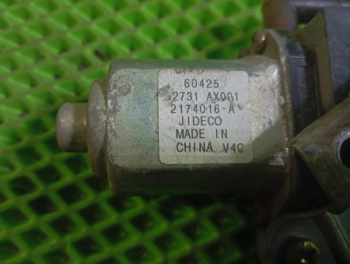 60425
2731 AX001
2174016-A
JIDECO
MADE IN
CHINA V4C